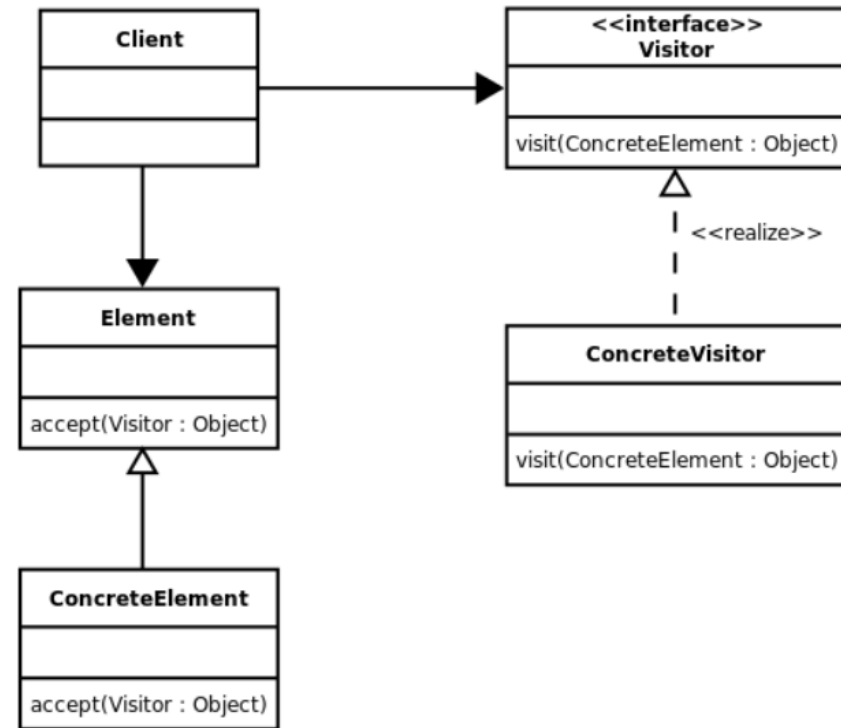 Client
<<interface>>
Visitor
visit(ConcreteElement : Object)
<<realize>>
Element
accept(Visitor : Object)
ConcreteVisitor
visit(ConcreteElement : Object)
ConcreteElement
accept(Visitor : Object)